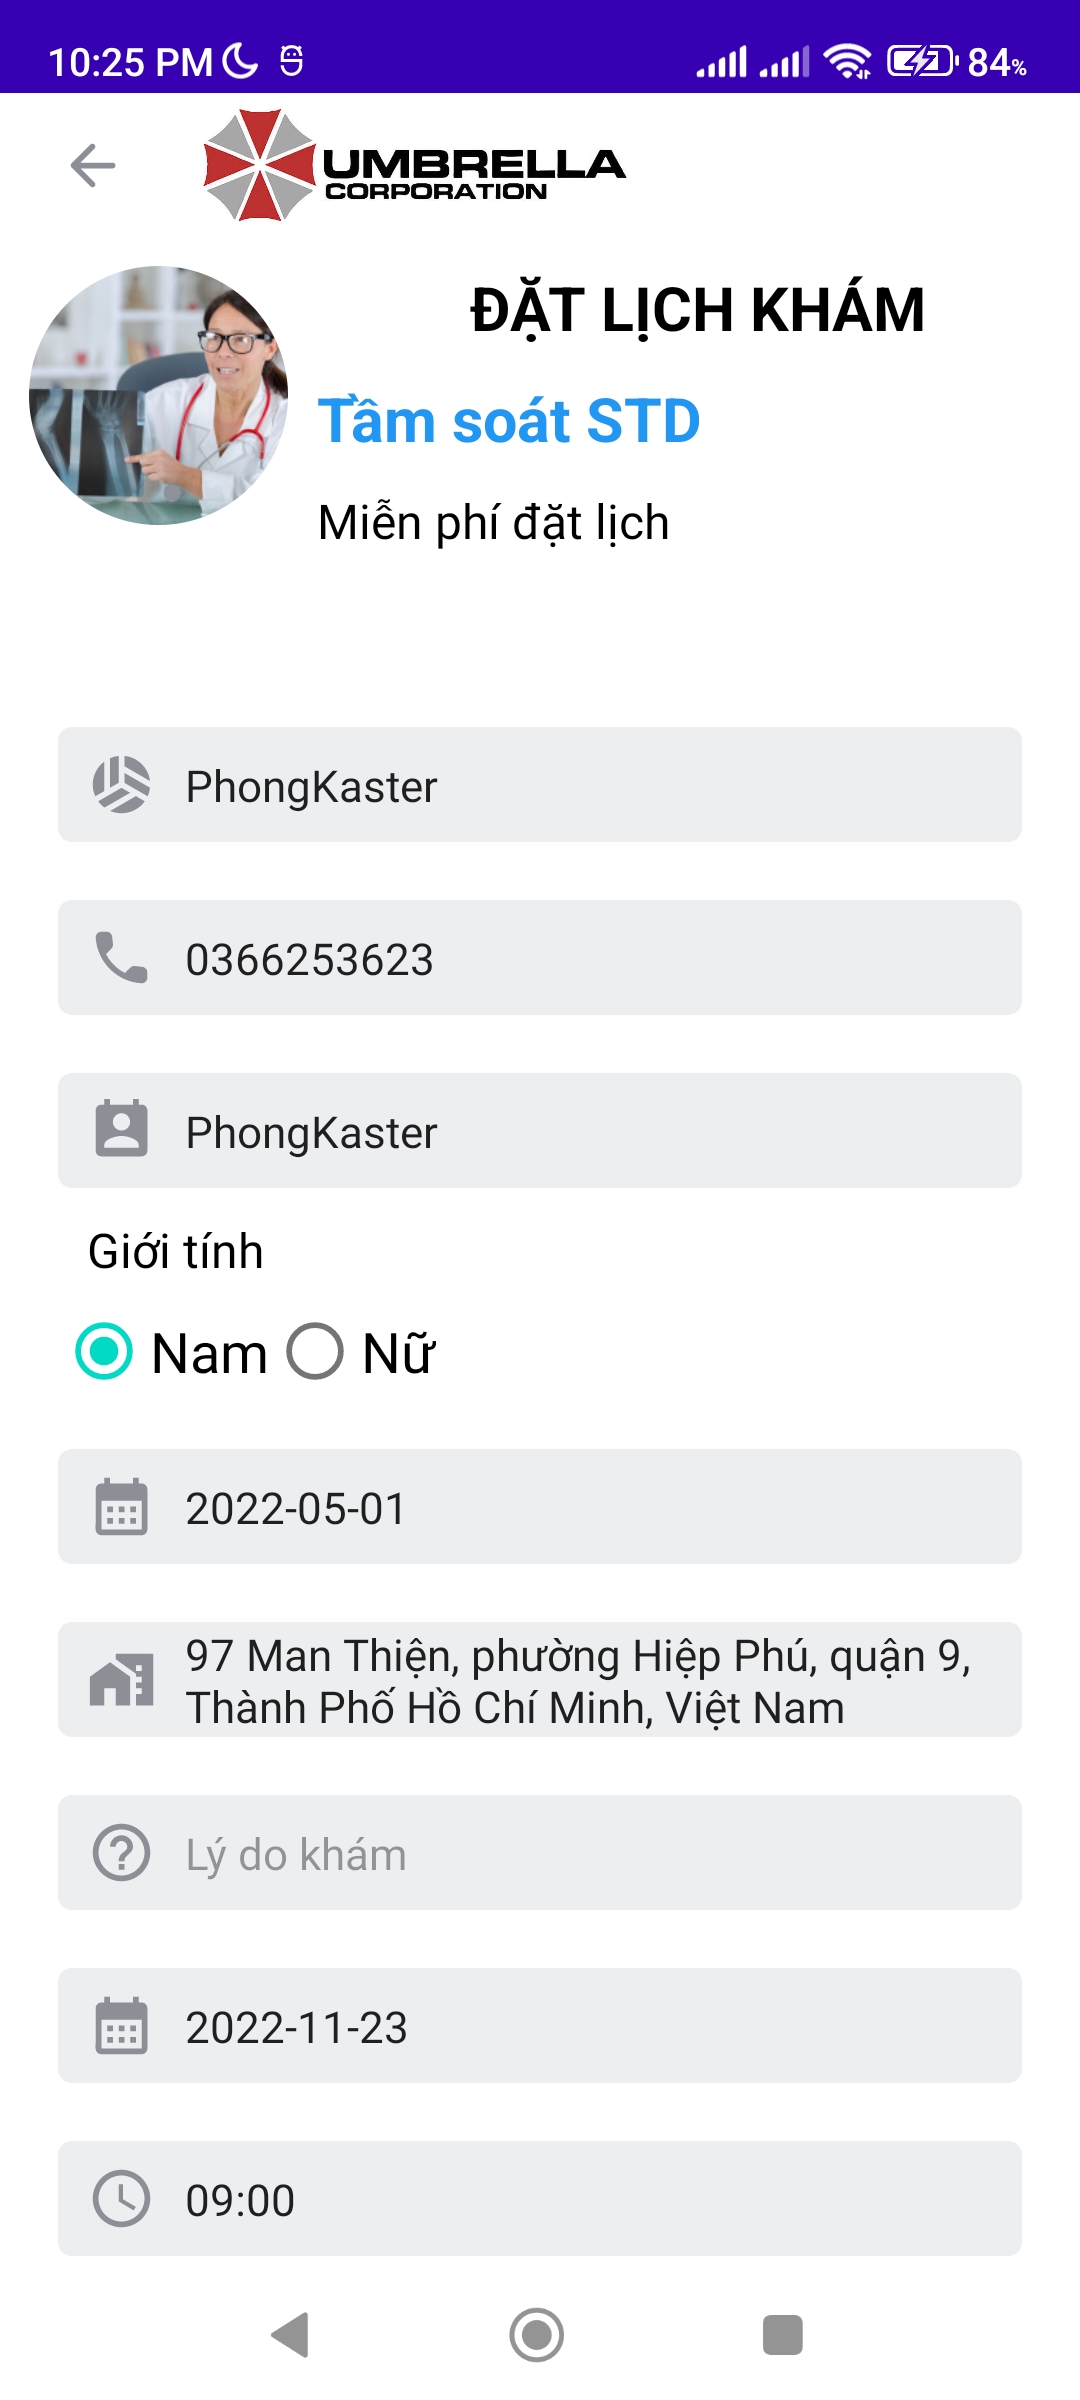 10:25 PM 84%
UMBRELLA
CORPORATION
ĐẶT LỊCH KHÁM
Tầm soát STD
Miễn phí đặt lịch
PhongKaster
0366253623
PhongKaster
Giới tính
Nam Nữ
2022-05-01
97 Man Thiện, phường Hiệp Phú, quận 9,
Thành Phố Hồ Chí Minh, Việt Nam
Lý do khám
2022-11-23
09:00